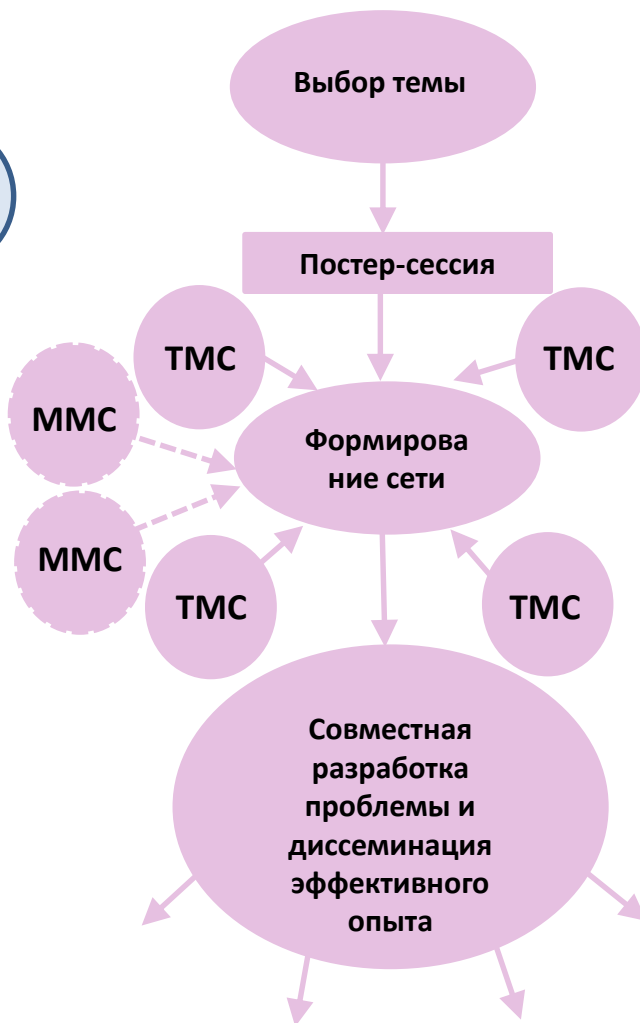 Выбор темы
Постер-сессия
ТМС
ТМС
ММС
Формирова
ние сети
ММС
ТМС
ТМС
Совместная
разработка
проблемы и
диссеминация
эффективного
опыта